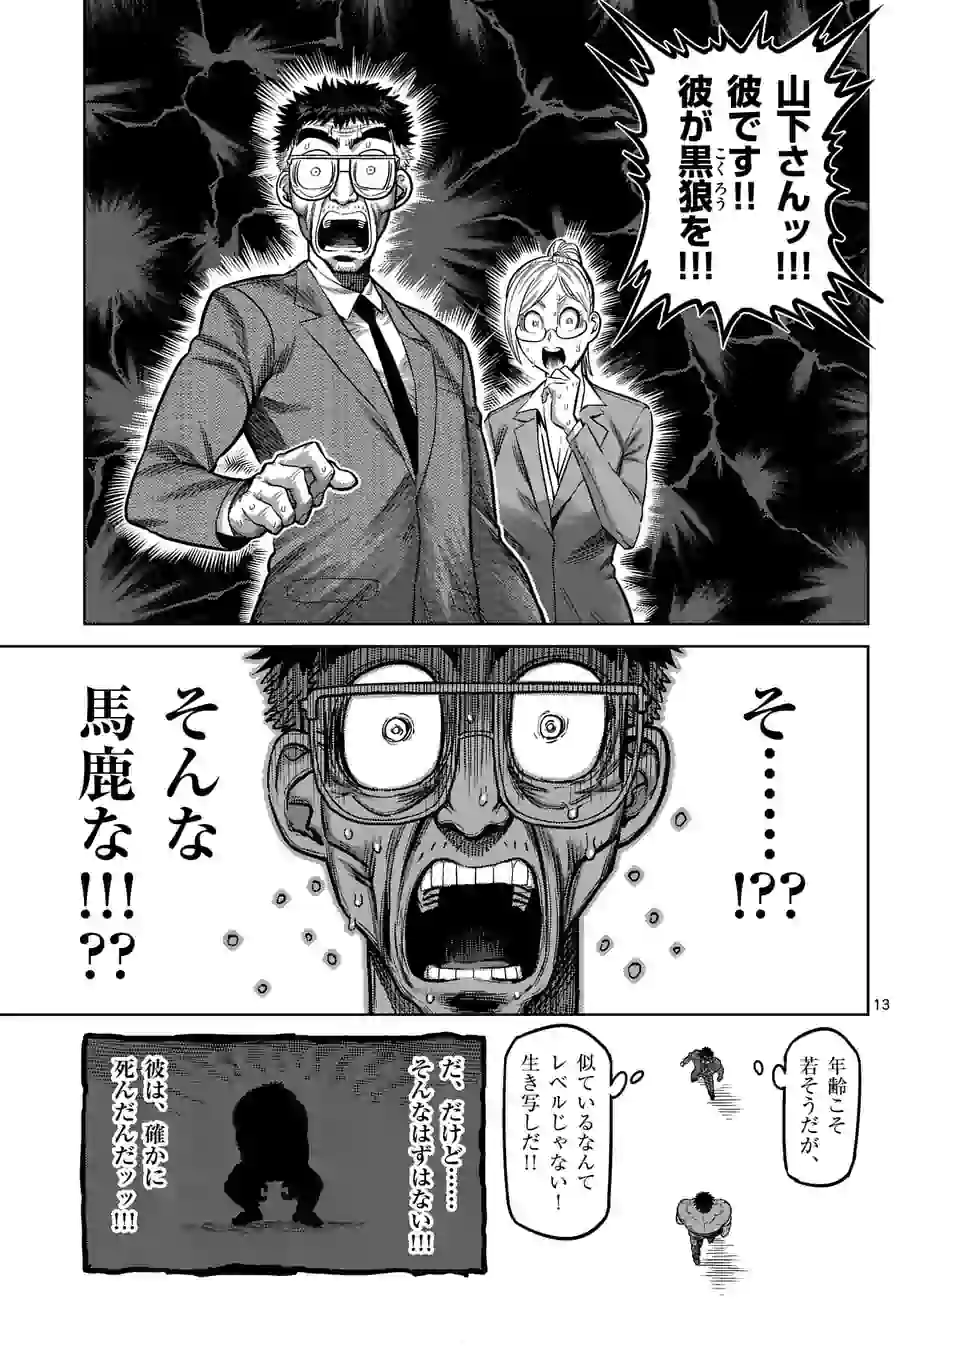 山下さんッ!!!
彼です!!
彼が黒狼を!!!
こくろう
そ………!??
そんな
馬鹿な!!!??
13
年齢こそ
若そうだが、
似ているなんて
レベルじゃない!
生き写しだ!!
だ、だけど……
そんなはずはない!!!
彼は、確かに
死んだんだッッ!!!